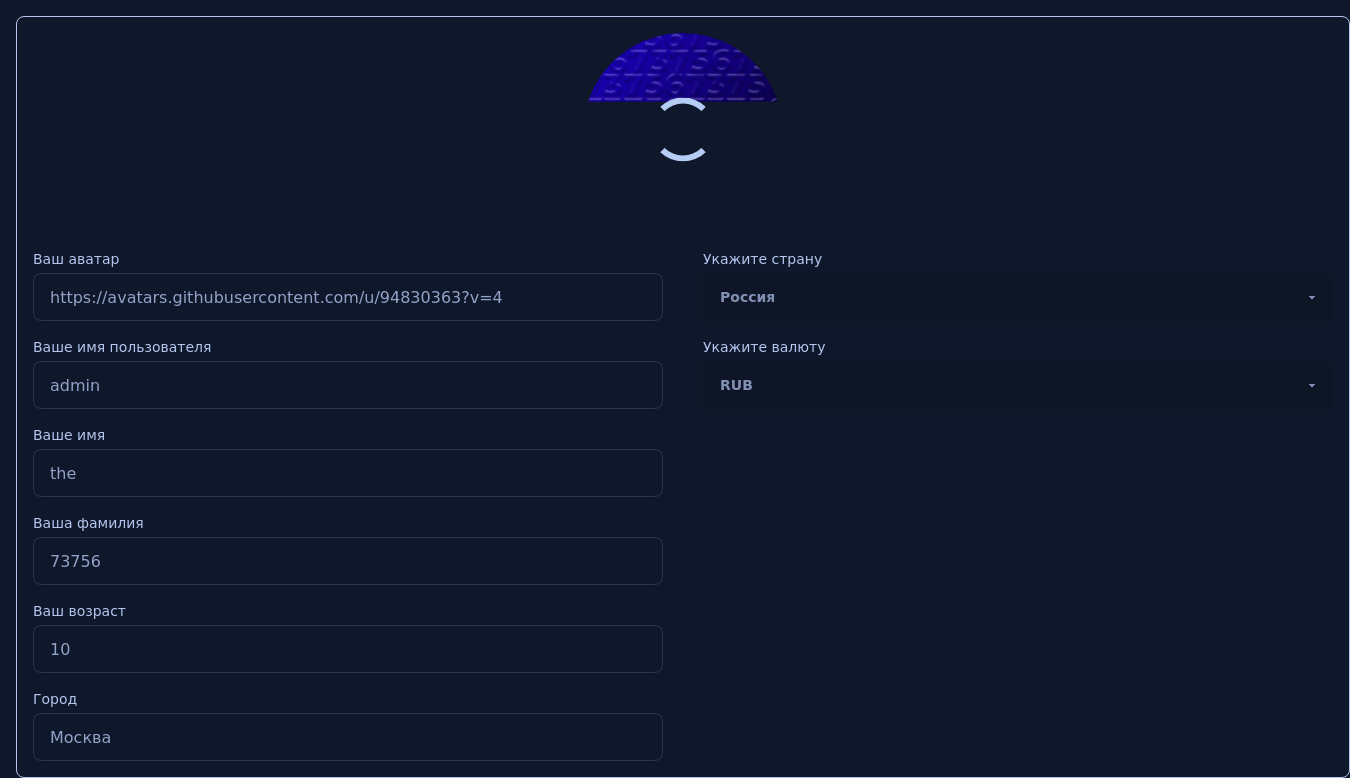 Ваш аватар
https://avatars.githubusercontent.com/u/94830363?v=4
Ваше имя пользователя
admin
Ваше имя
the
Ваша фамилия
73756
Ваш возраст
10
Город
Москва
Укажите страну
Россия
Укажите валюту
RUB